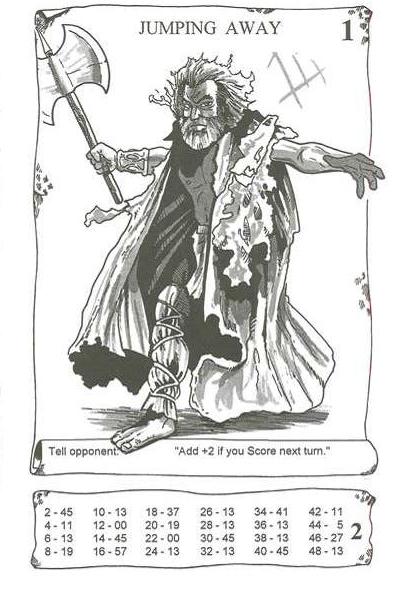 JUMPING AWAY 1
Tell opponent: "Add +2 if you Score next turn."
2 - 45 10 - 13 18 - 37 26 - 13 34 - 41 42 - 11
4 - 11 12 - 00 20 - 19 28 - 13 36 - 13 44 - 5
6 - 13 14 - 45 22 - 00 30 - 45 38 - 13 46 - 27
8 - 19 16 - 57 24 - 13 32 - 13 40 - 45 48 - 13
2